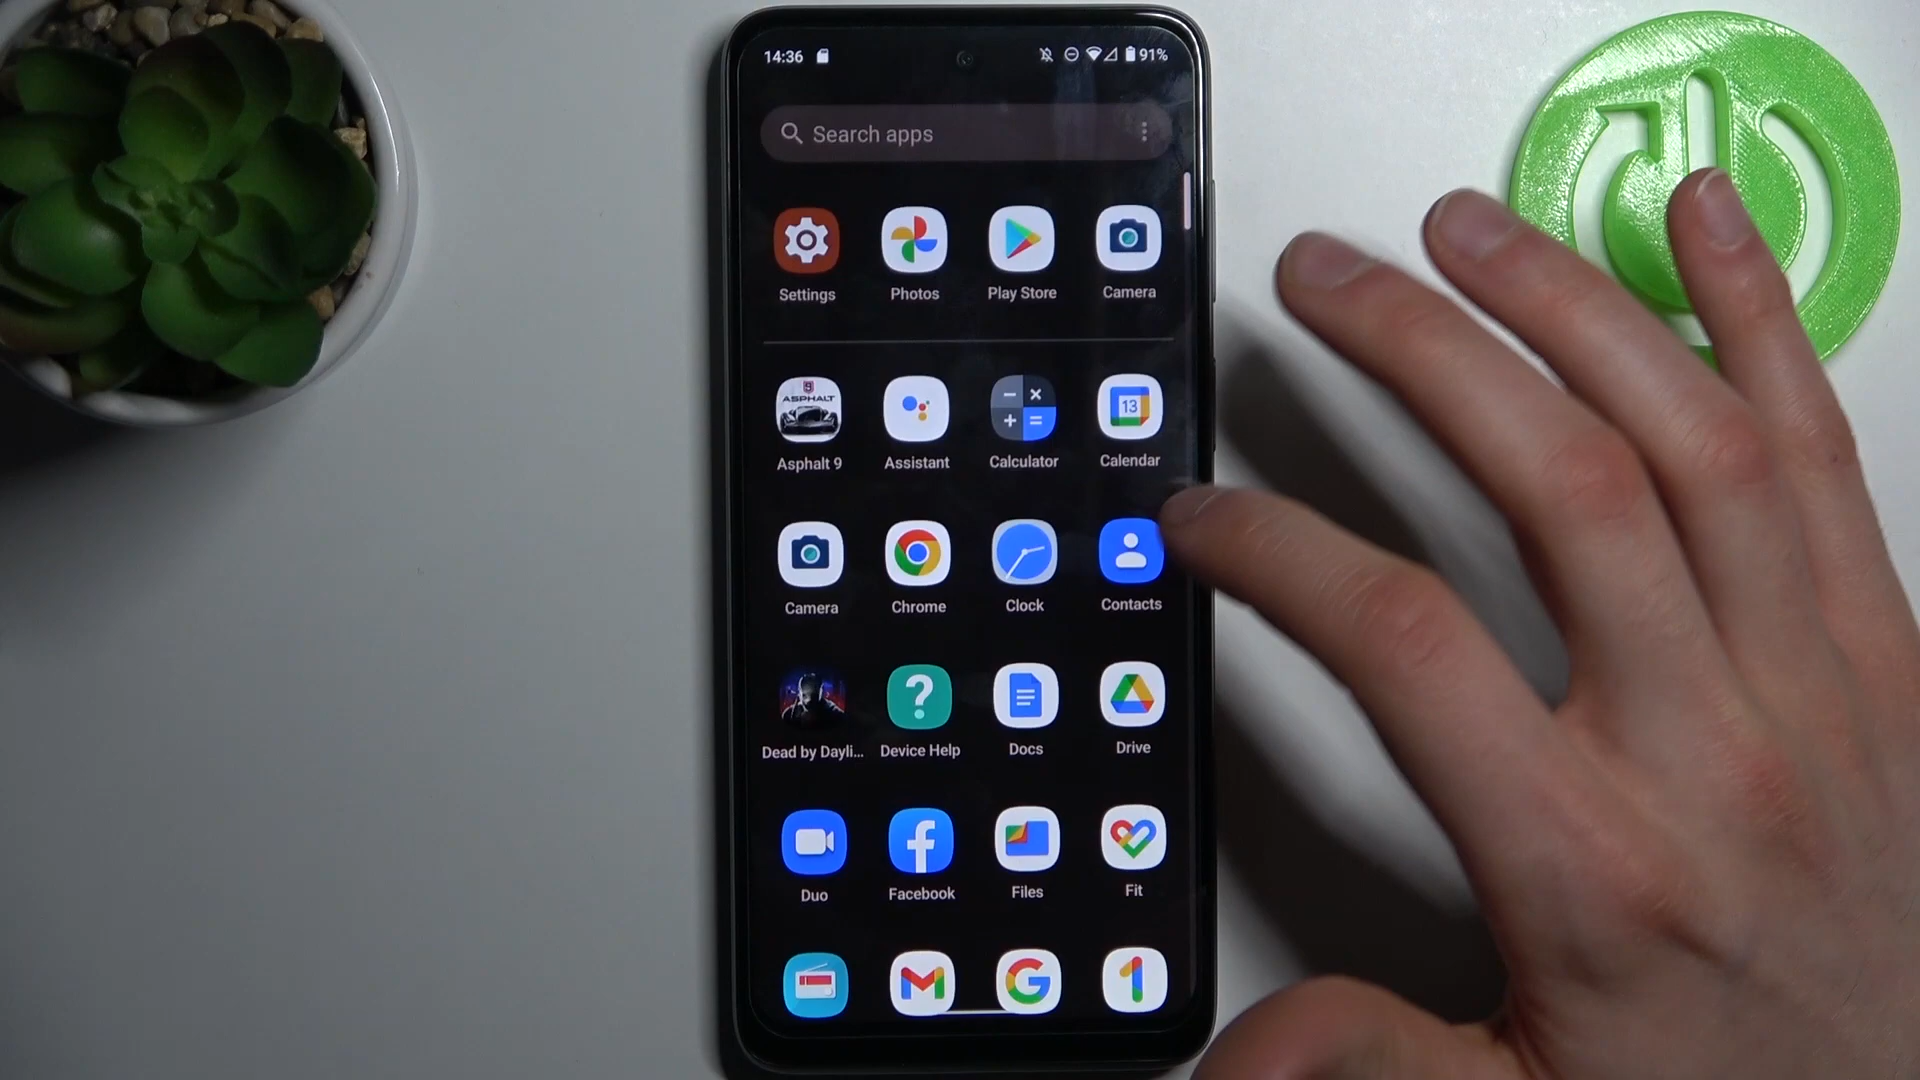 14:36 91%
Search apps
Settings Photos Play Store Camera
9
ASPHALT
13
Asphalt 9 Assistant Calculator Calendar
Camera Chrome Clock Contacts
Dead by Dayli... Device Help Docs Drive
Duo Facebook Files Fit